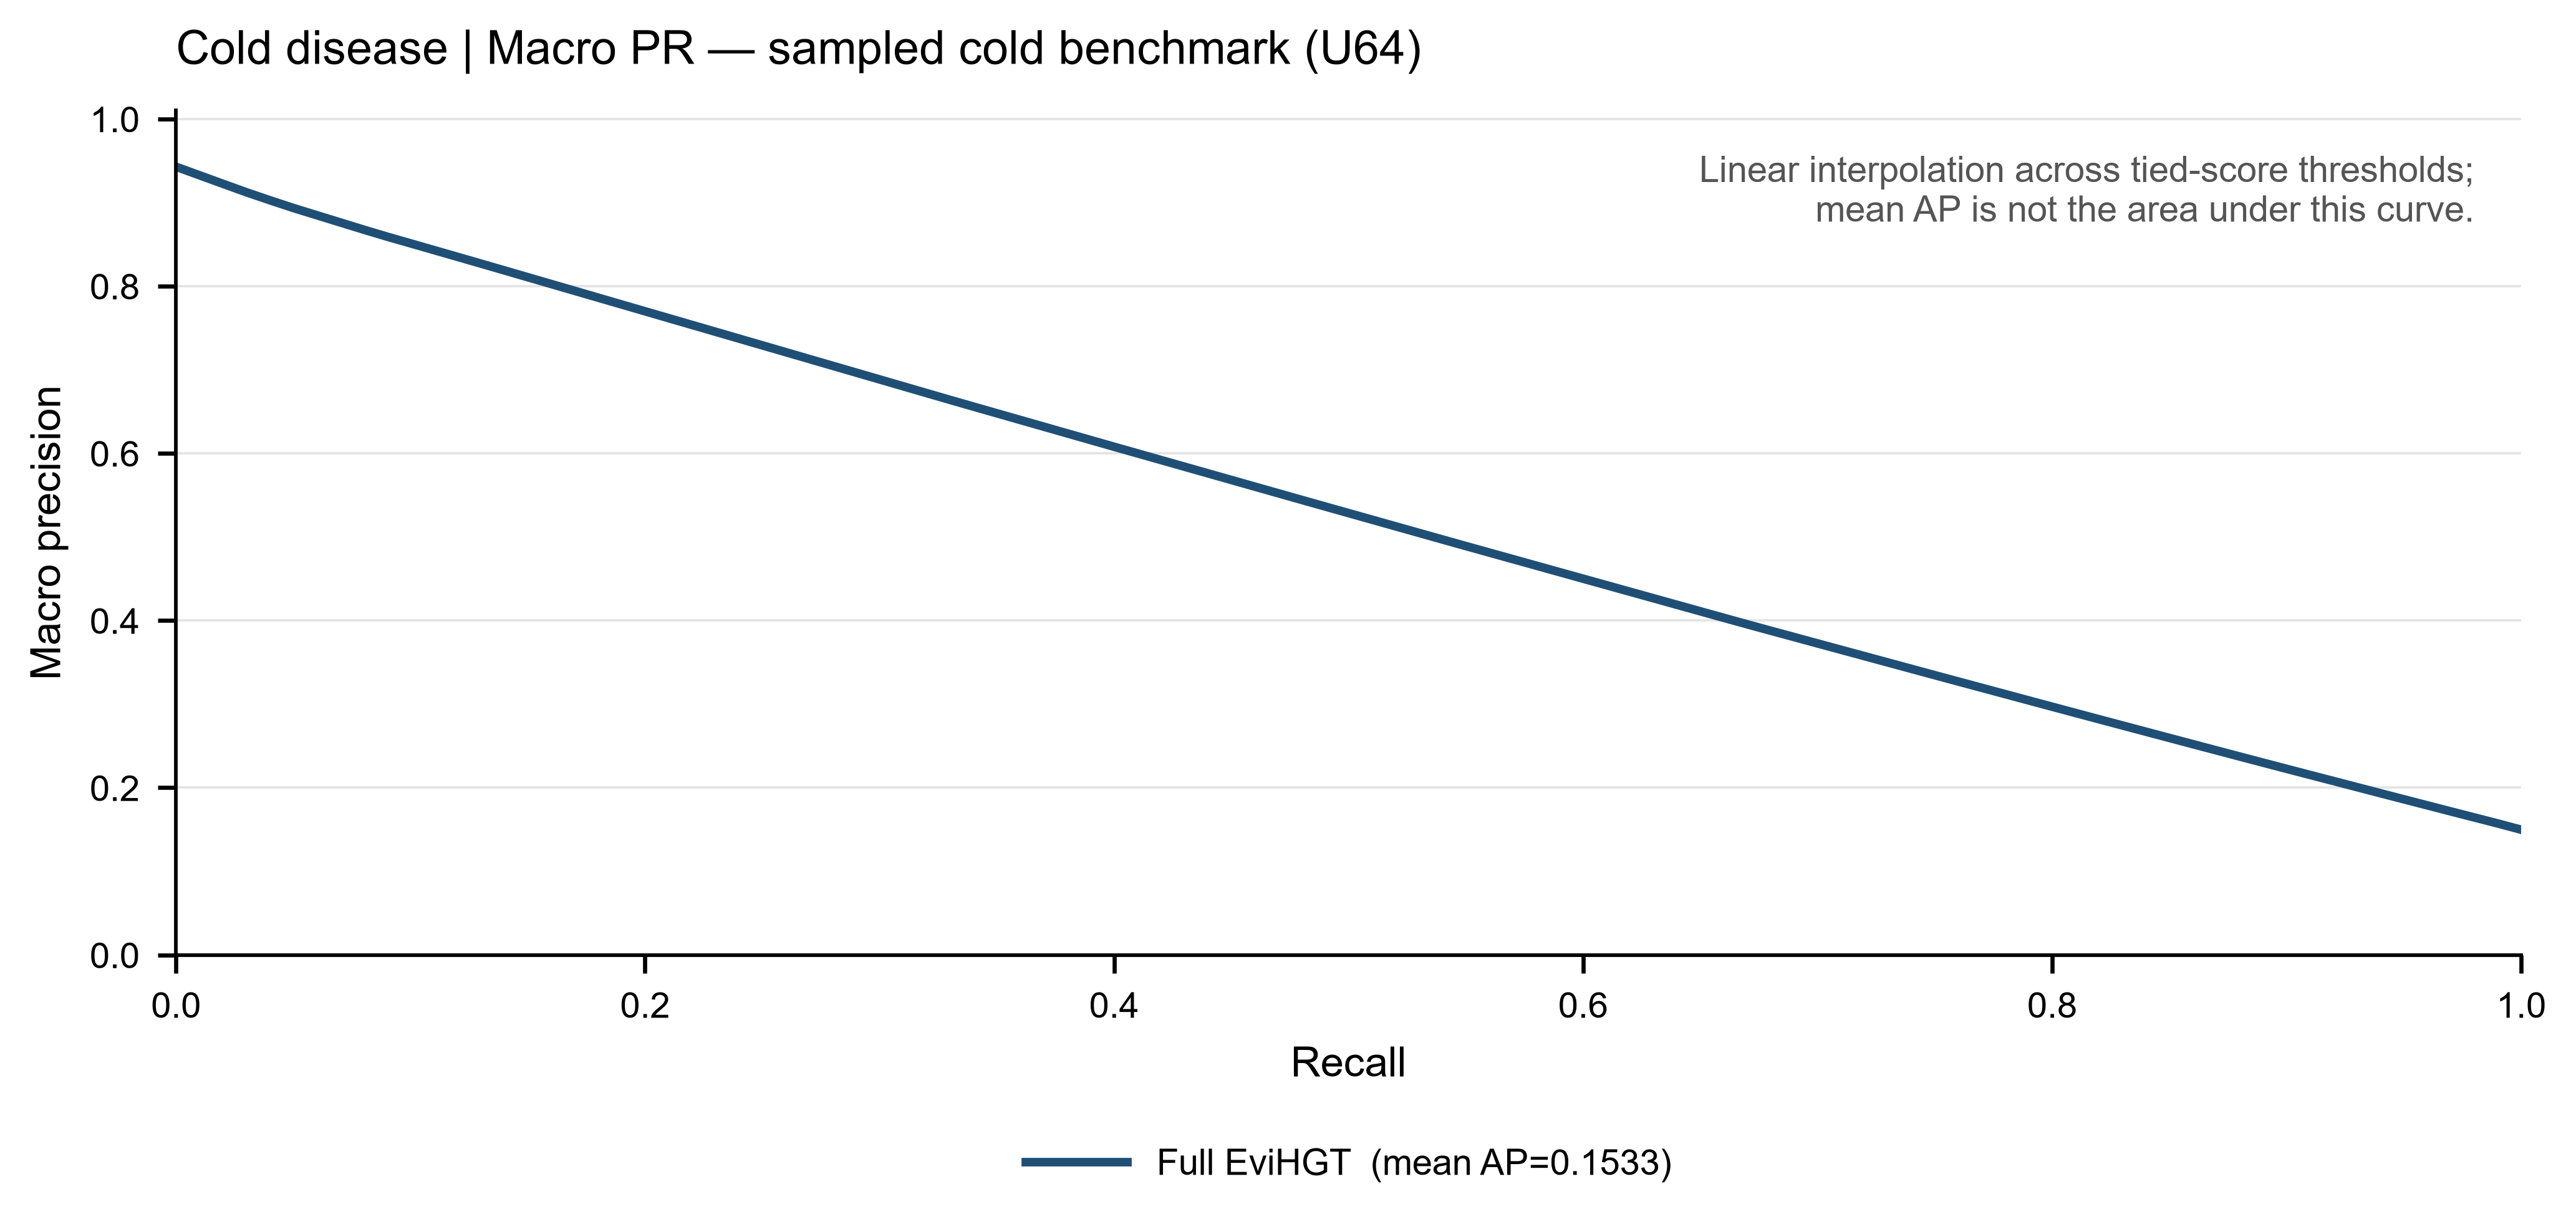 Cold disease | Macro PR — sampled cold benchmark (U64)
Linear interpolation across tied-score thresholds;
mean AP is not the area under this curve.
Macro precision
1.0
0.8
0.6
0.4
0.2
0.0
0.0 0.2 0.4 0.6 0.8 1.0
Recall
Full EviHGT (mean AP=0.1533)